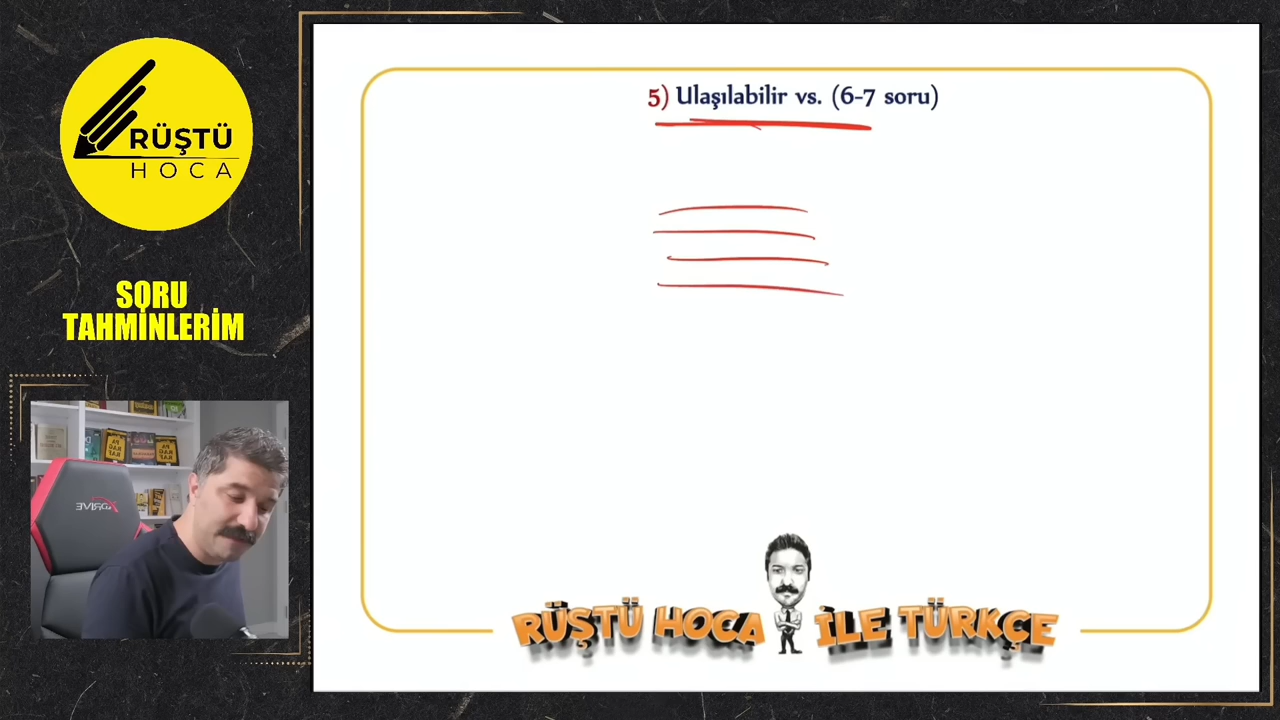 RÜŞTÜ
HOCA
SORU
TAHMİNLERİM
5) Ulaşılabilir vs. (6-7 soru)
RÜŞTÜ HOCA İLE TÜRKÇE